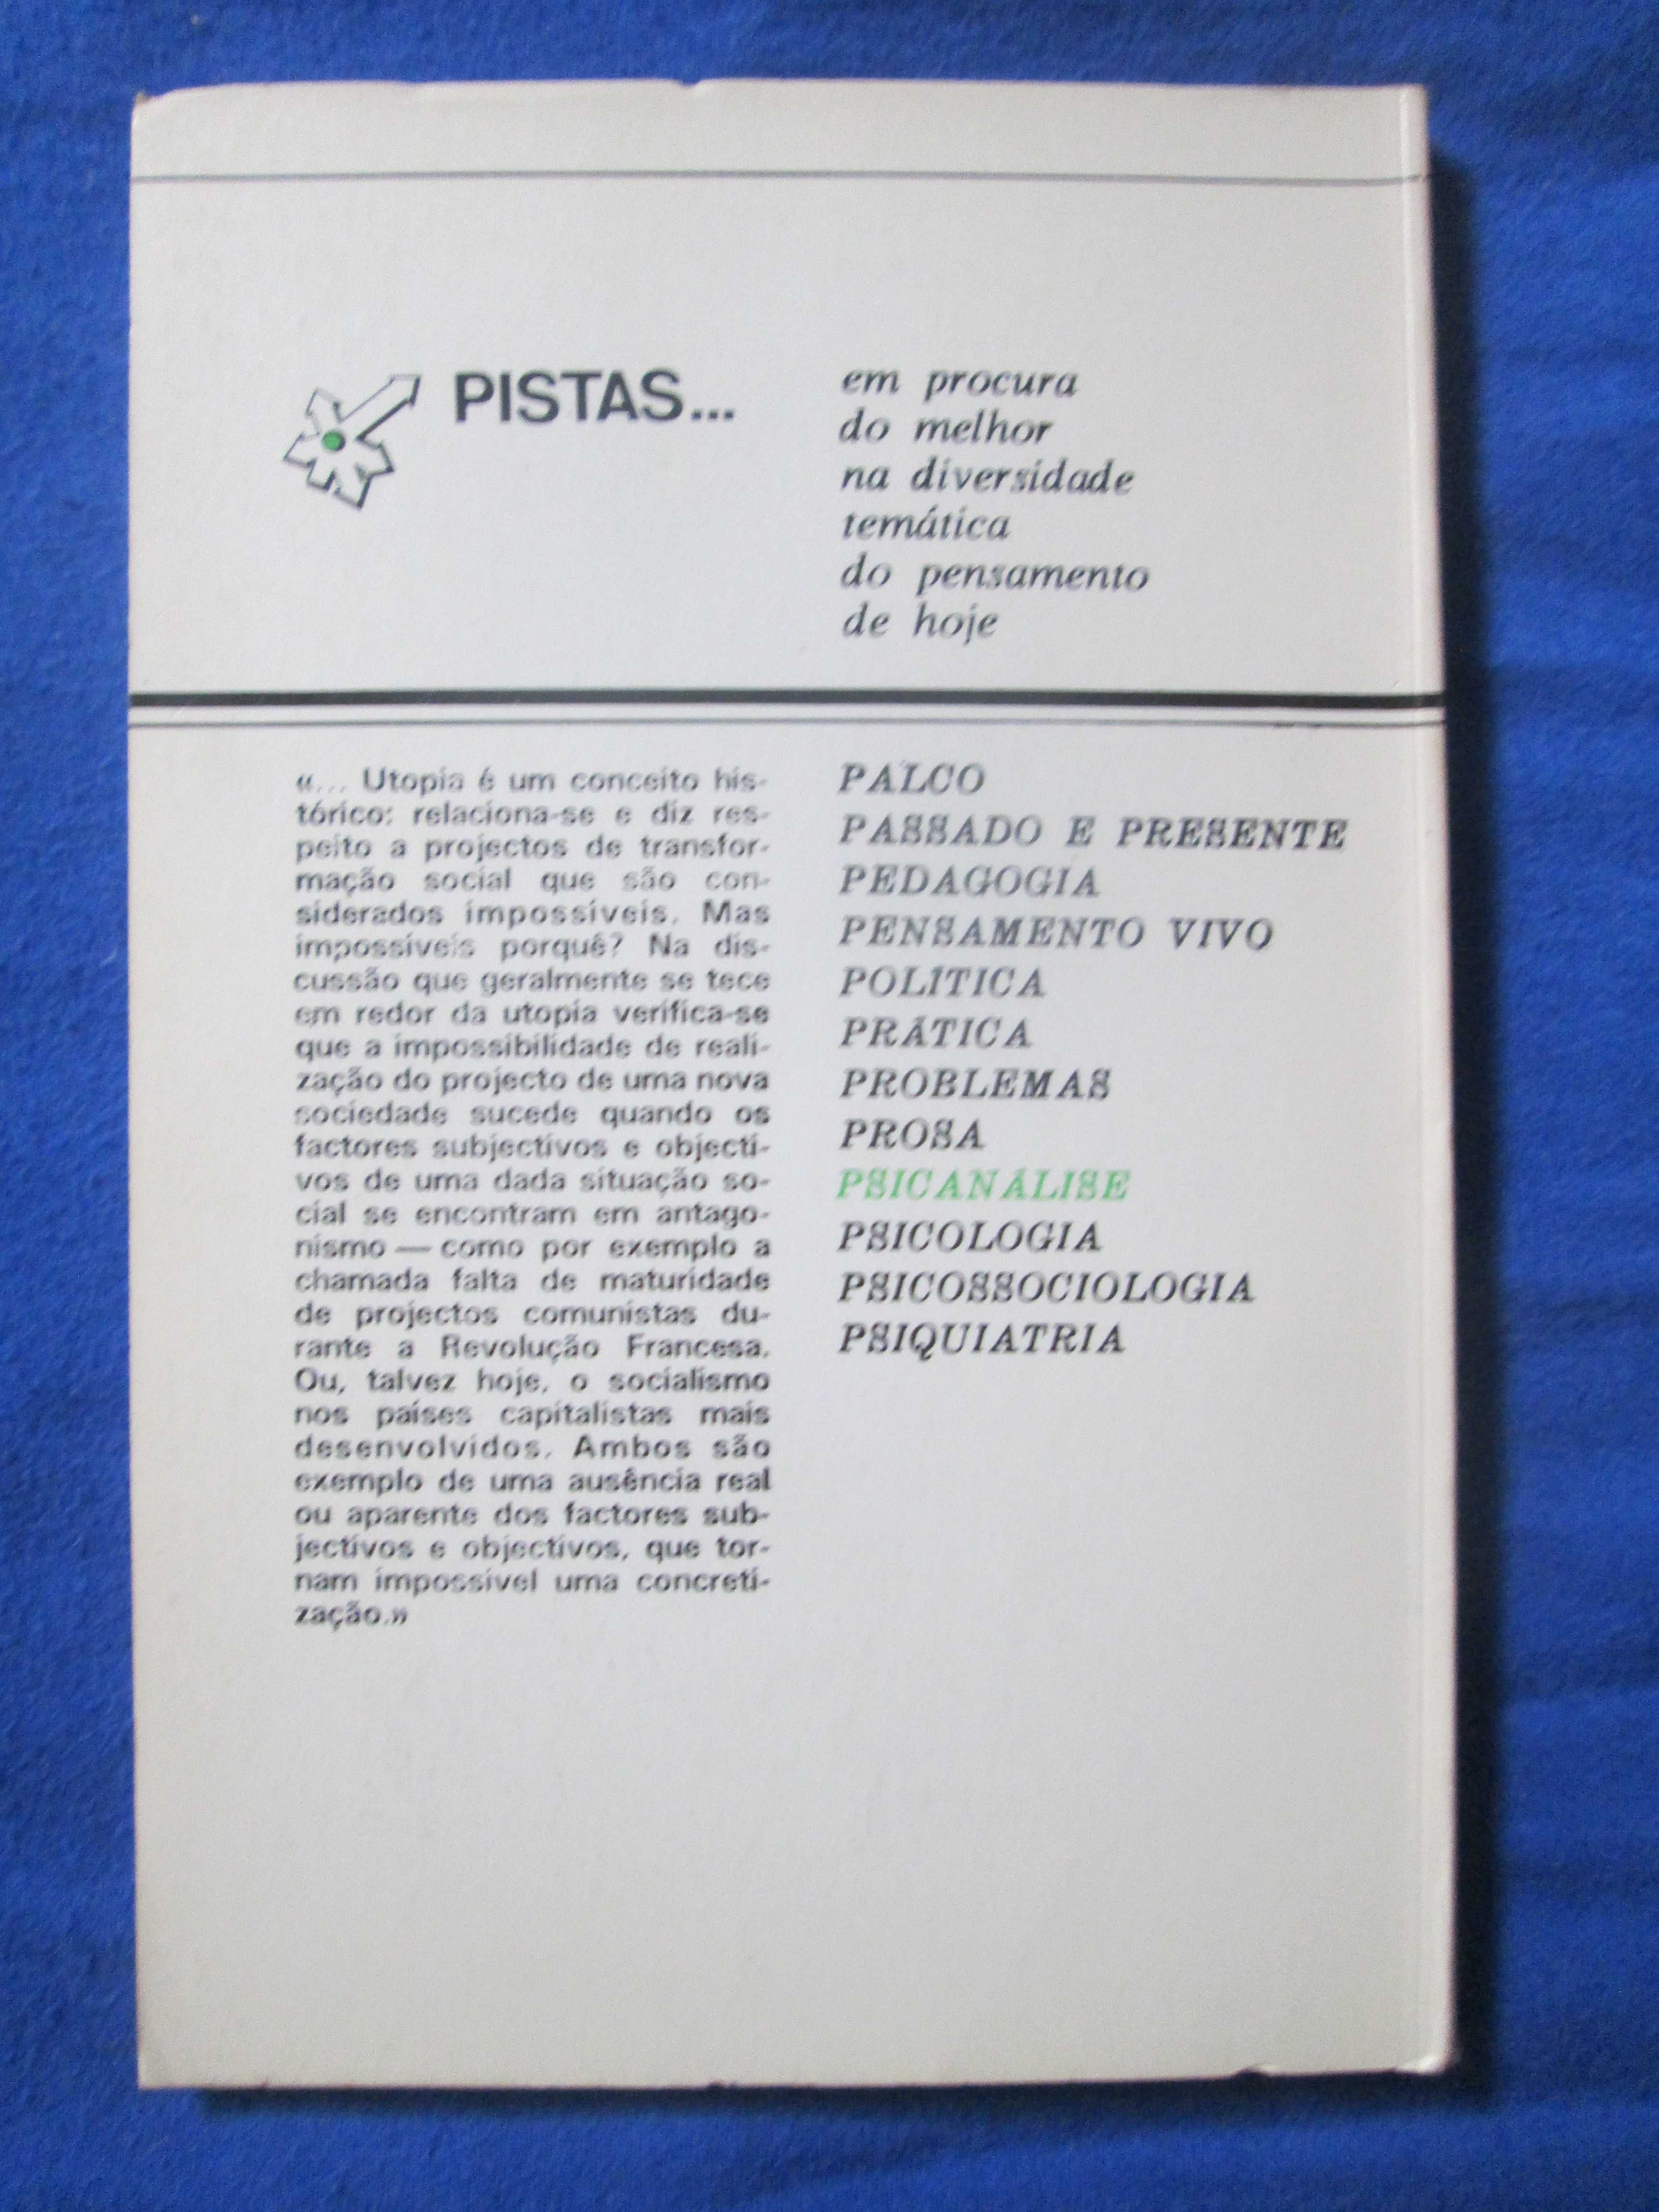 PISTAS...
em procura
do melhor
na diversidade
temática
do pensamento
de hoje
«... Utopia é um conceito his-
tórico: relaciona-se e diz res-
peito a projectos de transfor-
mação social que são con-
siderados impossíveis. Mas
impossíveis porquê? Na dis-
cussão que geralmente se tece
em redor da utopia verifica-se
que a impossibilidade de reali-
zação do projecto de uma nova
sociedade sucede quando os
factores subjectivos e objecti-
vos de uma dada situação so-
cial se encontram em antago-
nismo — como por exemplo a
chamada falta de maturidade
de projectos comunistas du-
rante a Revolução Francesa.
Ou, talvez hoje, o socialismo
nos países capitalistas mais
desenvolvidos. Ambos são
exemplo de uma ausência real
ou aparente dos factores sub-
jectivos e objectivos, que tor-
nam impossível uma concreti-
zação.»
PALCO
PASSADO E PRESENTE
PEDAGOGIA
PENSAMENTO VIVO
POLÍTICA
PRÁTICA
PROBLEMAS
PROSA
PSICANÁLISE
PSICOLOGIA
PSICOSSOCIOLOGIA
PSIQUIATRIA